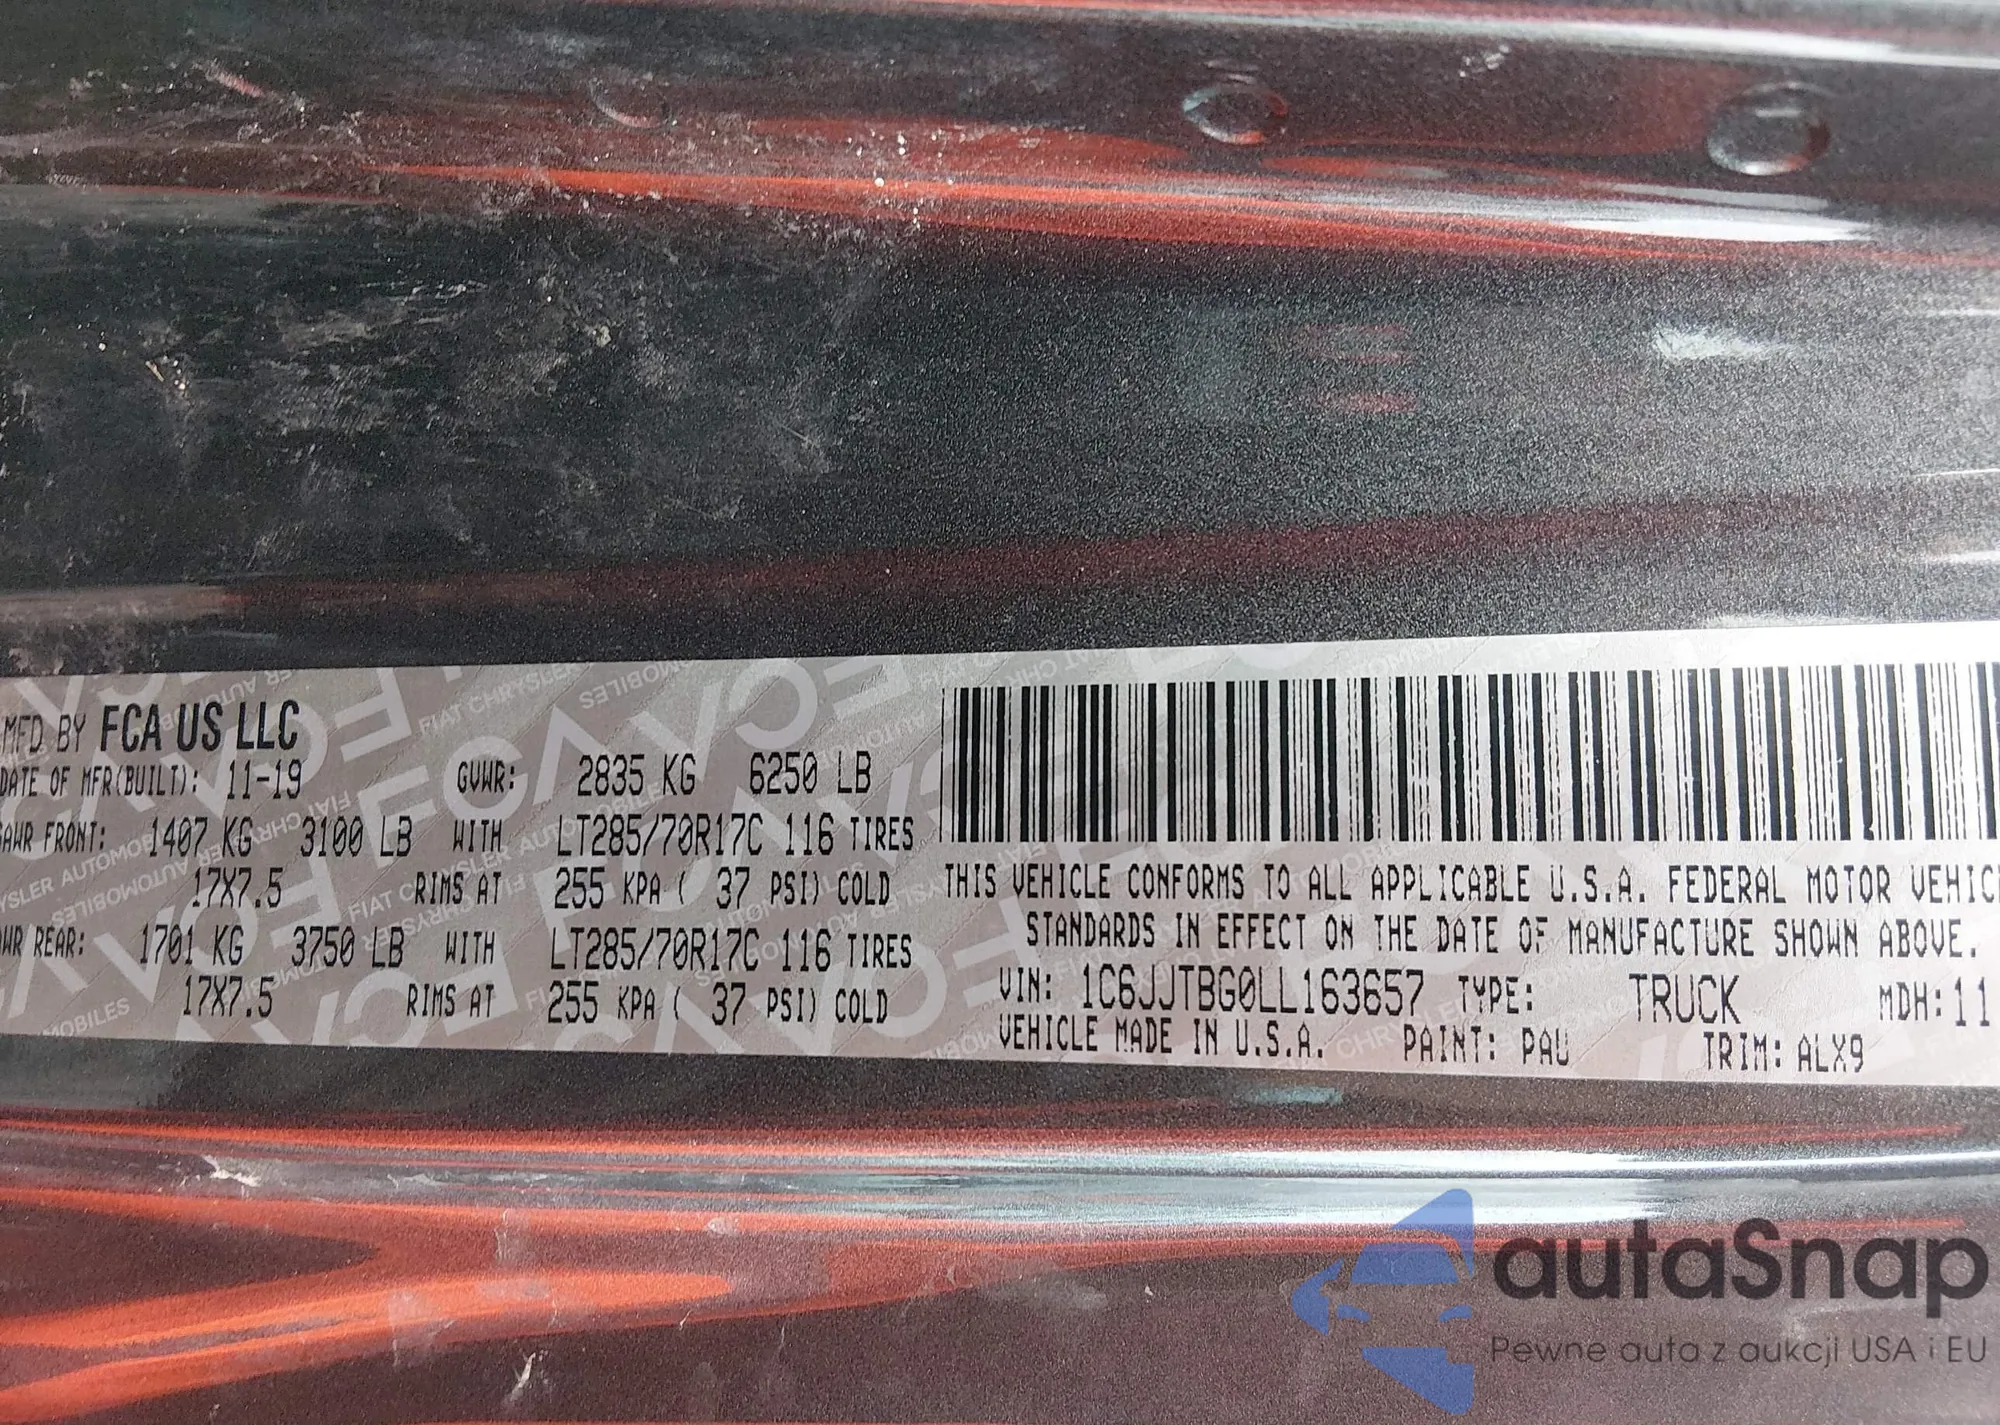 MFD BY FCA US LLC
DATE OF MFR(BUILT): 11-19 GVWR: 2835 KG 6250 LB
GAWR FRONT: 1407 KG 3100 LB WITH LT285/70R17C 116 TIRES
17X7.5 RIMS AT 255 KPA ( 37 PSI) COLD
AWR REAR: 1701 KG 3750 LB WITH LT285/70R17C 116 TIRES
17X7.5 RIMS AT 255 KPA ( 37 PSI) COLD
THIS VEHICLE CONFORMS TO ALL APPLICABLE U.S.A. FEDERAL MOTOR VEHIC
STANDARDS IN EFFECT ON THE DATE OF MANUFACTURE SHOWN ABOVE.
VIN: 1C6JJTBG0LL163657 TYPE: TRUCK MDH: 11
VEHICLE MADE IN U.S.A. PAINT: PAU TRIM: ALX9
autaSnap
Pewne auta z aukcji USA i EU